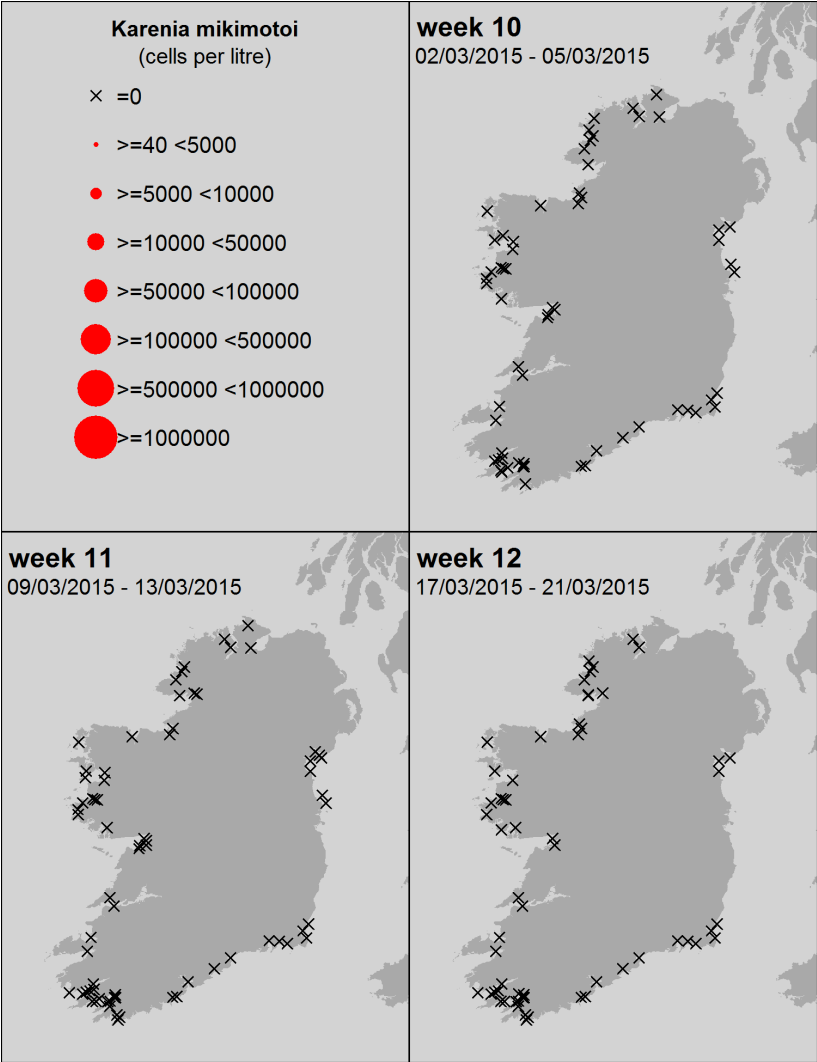 Karenia mikimotoi
(cells per litre)
=0
>=40 <5000
>=5000 <10000
>=10000 <50000
>=50000 <100000
>=100000 <500000
>=500000 <1000000
>=1000000
week 10
02/03/2015 - 05/03/2015
week 11
09/03/2015 - 13/03/2015
week 12
17/03/2015 - 21/03/2015